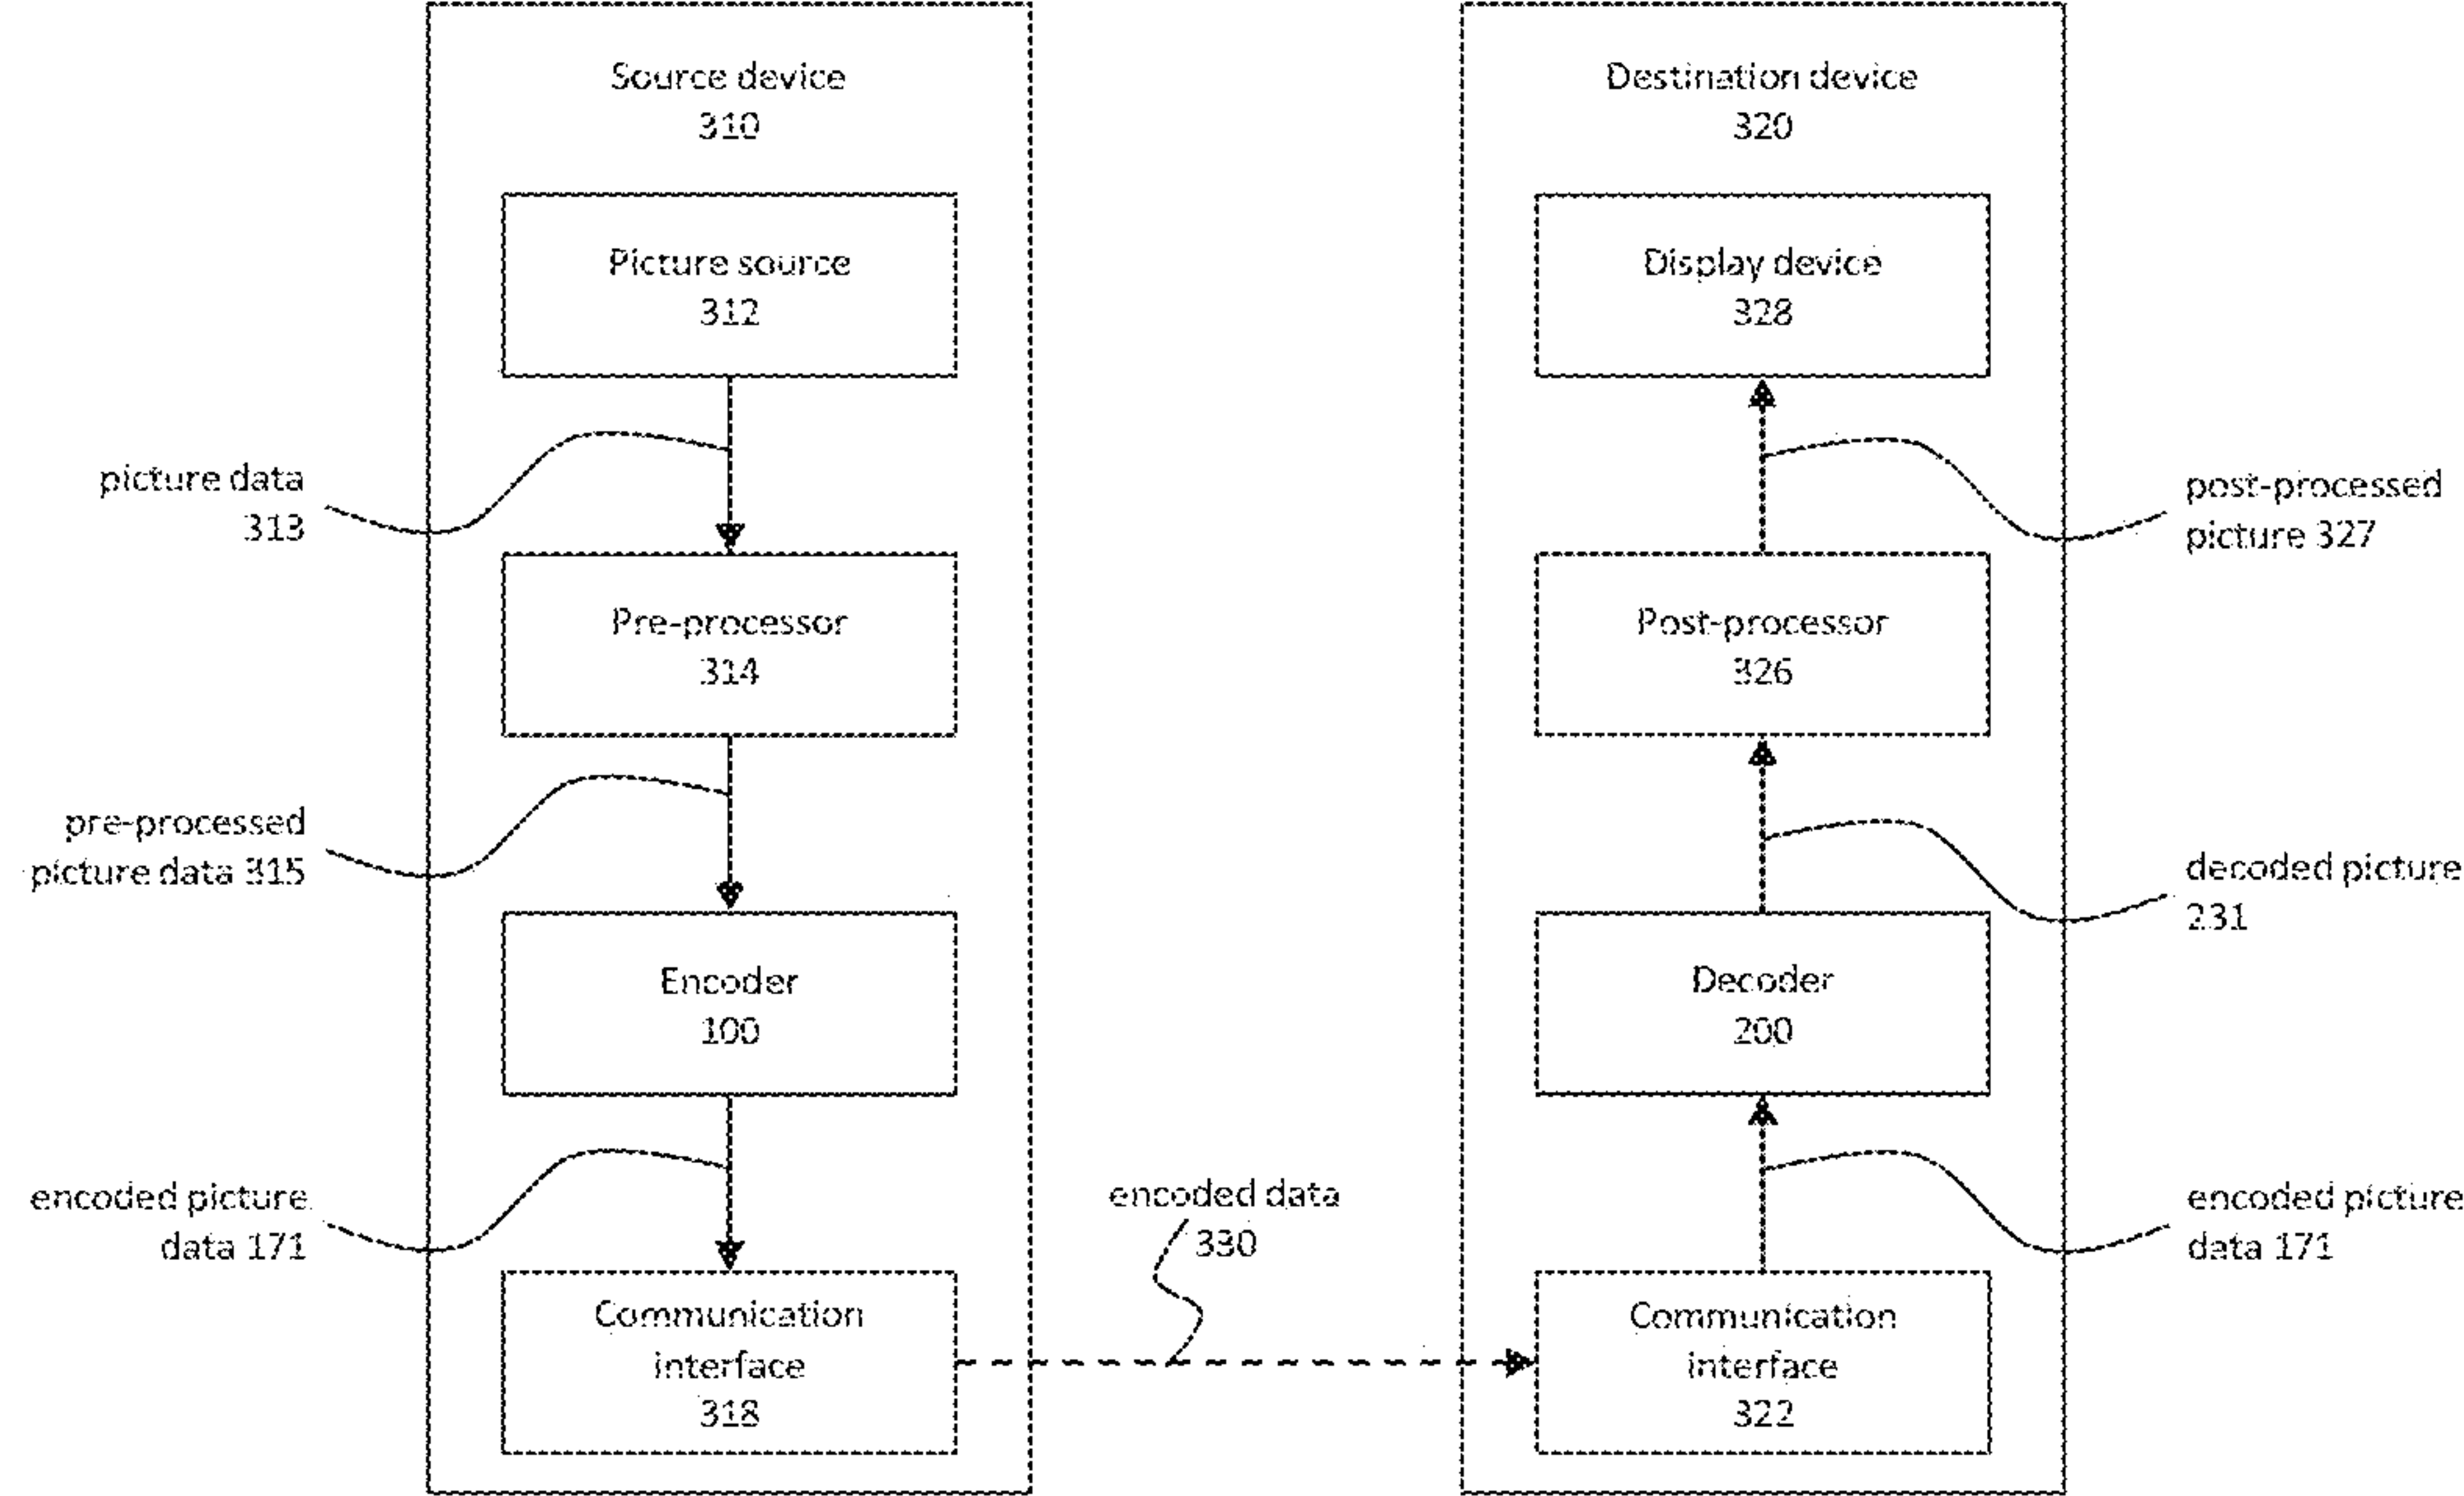 Source device
310
Picture source
312
picture data
313
Pre-processor
314
pre-processed
picture data 315
Encoder
100
encoded picture
data 171
Communication
interface
318
encoded data
330
Destination device
320
Display device
328
post-processed
picture 327
Post-processor
326
decoded picture
231
Decoder
200
encoded picture
data 171
Communication
interface
322